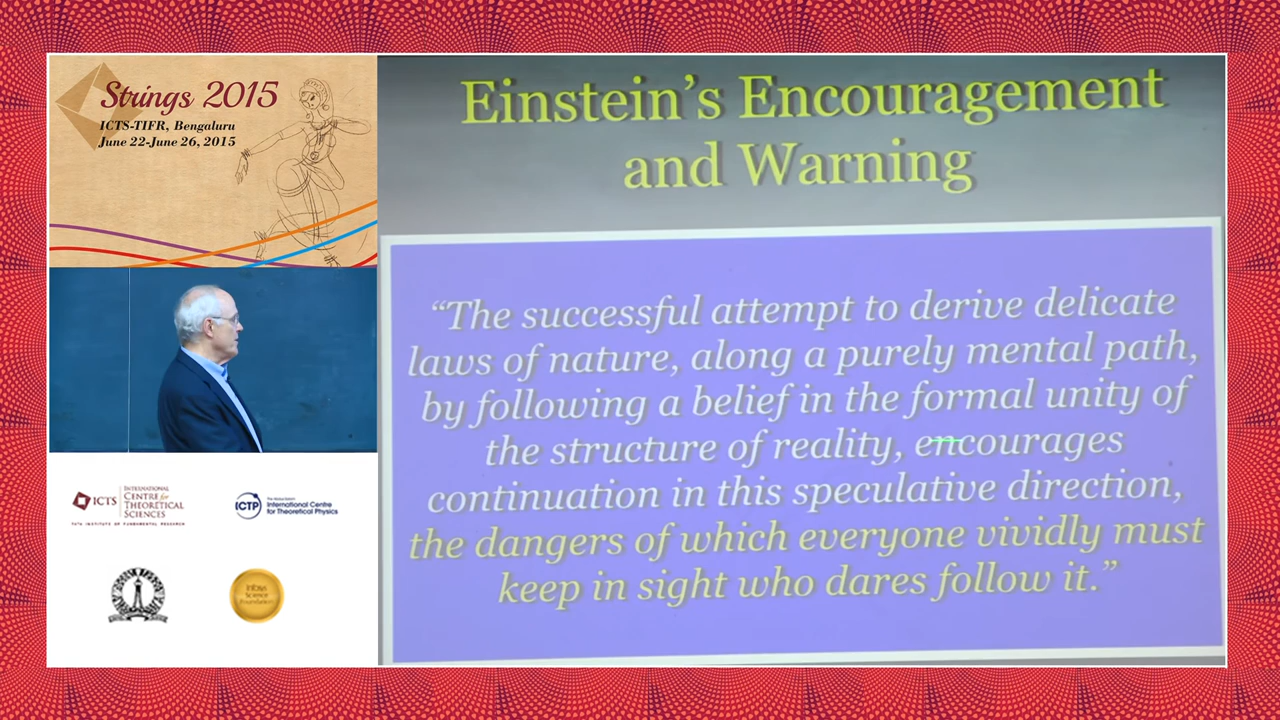 Strings 2015
ICTS-TIFR, Bengaluru
June 22-June 26, 2015
ICTS
INTERNATIONAL
CENTRE for
THEORETICAL
SCIENCES
TATA INSTITUTE OF FUNDAMENTAL RESEARCH
ICTP
The Abdus Salam
International Centre
for Theoretical Physics
Infosys
Science
Foundation
Einstein’s Encouragement
and Warning
“The successful attempt to derive delicate
laws of nature, along a purely mental path,
by following a belief in the formal unity of
the structure of reality, encourages
continuation in this speculative direction,
the dangers of which everyone vividly must
keep in sight who dares follow it.”